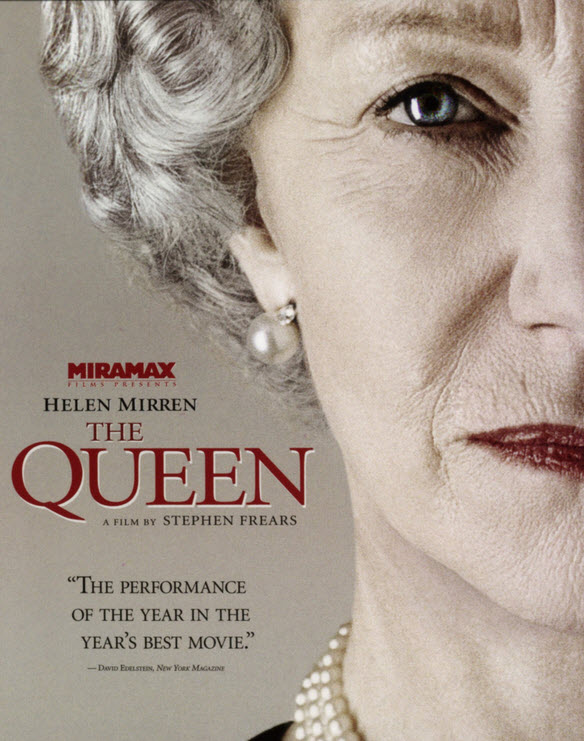 MIRAMAX
FILMS PRESENTS
HELEN MIRREN
THE
QUEEN
A FILM BY STEPHEN FREARS
“THE PERFORMANCE
OF THE YEAR IN THE
YEAR’S BEST MOVIE.”
— DAVID EDELSTEIN, NEW YORK MAGAZINE